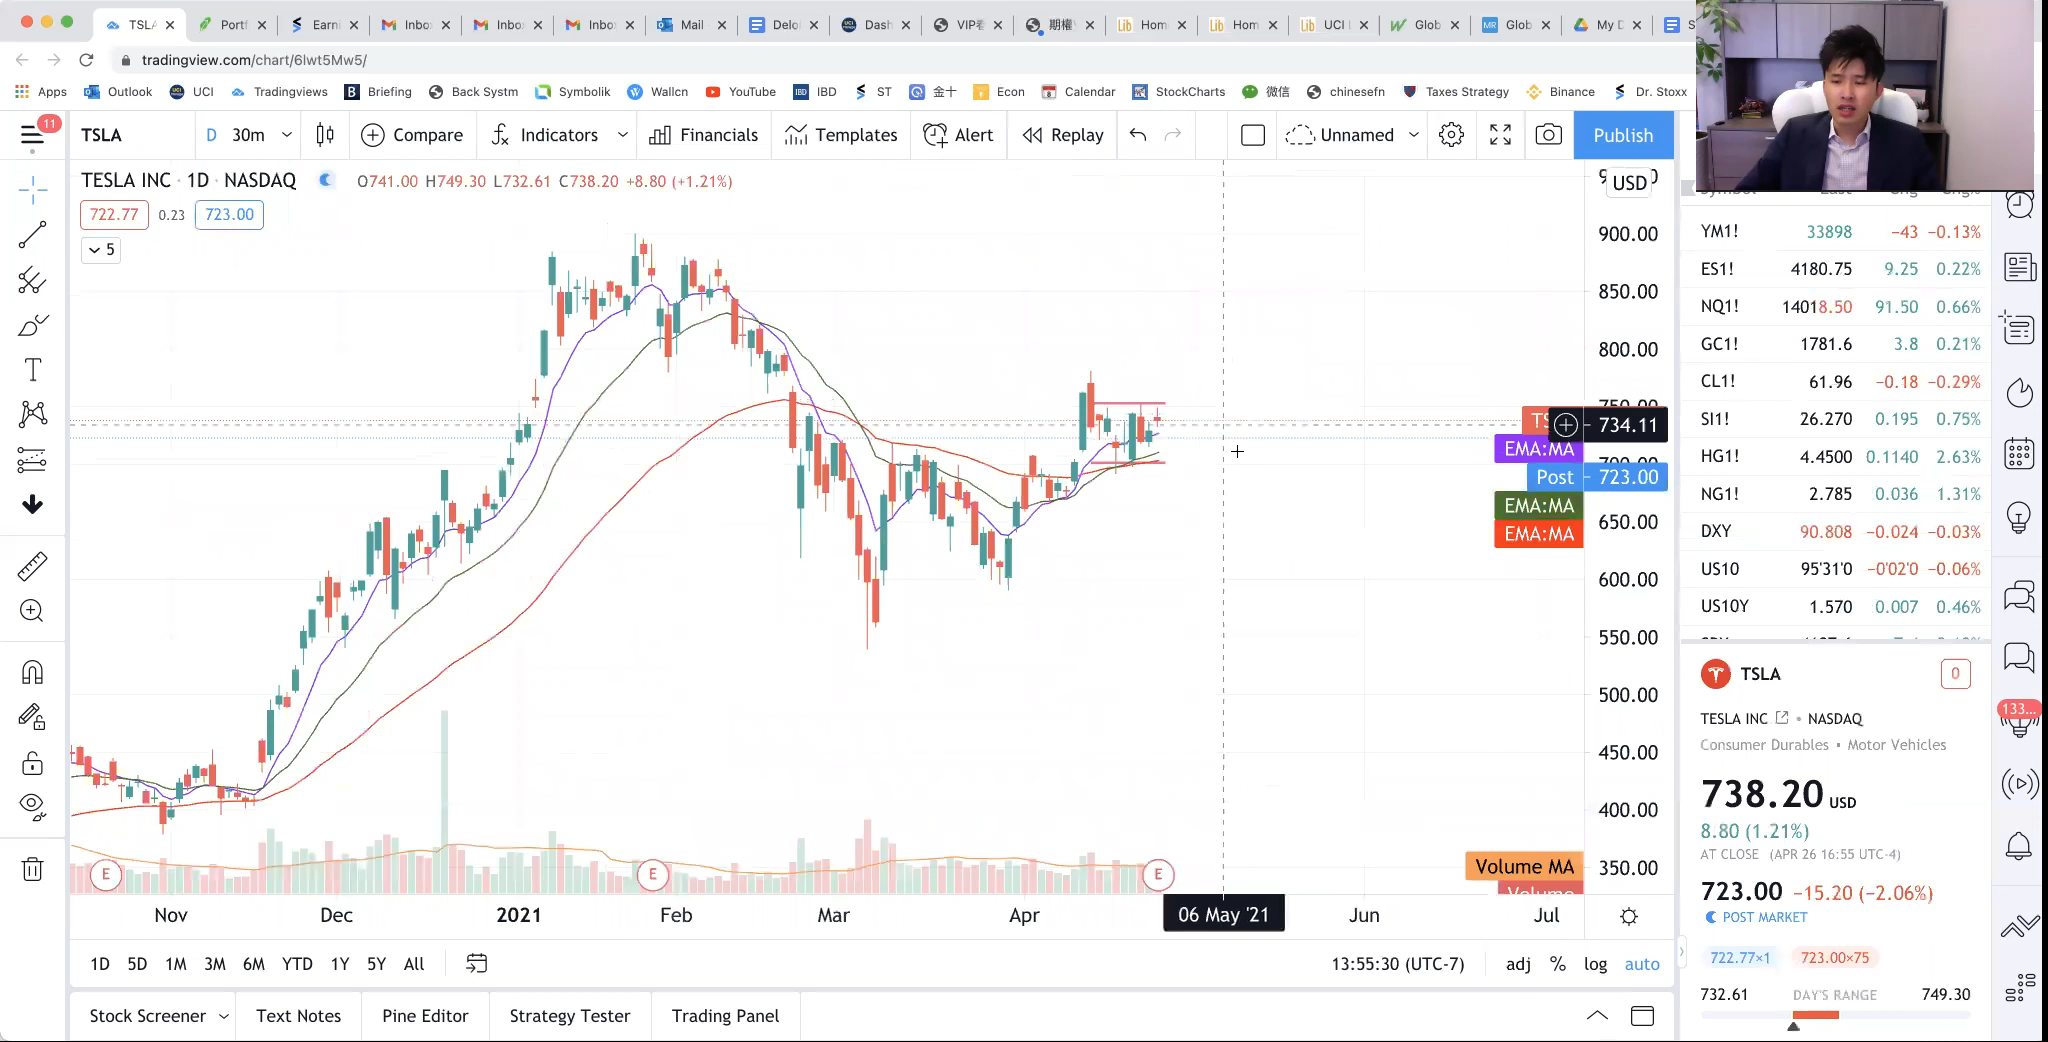 TSLA
Portf
Earni
Inbo
Inbo
Inbo
Mail
Delo
Dash
VIP看
期權
Hom
Hom
UCI
Glob
Glob
My D
S
tradingview.com/chart/6lwt5Mw5/
Apps Outlook UCI Tradingviews Briefing Back Systm Symbolik Wallcn YouTube IBD ST 金十 Econ Calendar StockCharts 微信 chinesefn Taxes Strategy Binance Dr. Stoxx
11
TSLA D 30m Compare Indicators Financials Templates Alert Replay Unnamed Publish
TESLA INC · 1D · NASDAQ O741.00 H749.30 L732.61 C738.20 +8.80 (+1.21%)
722.77 0.23 723.00
5
USD
900.00
850.00
800.00
734.11
EMA:MA
Post 723.00
EMA:MA
EMA:MA
650.00
600.00
550.00
500.00
450.00
400.00
350.00
Volume MA
Volume
E E E
Nov Dec 2021 Feb Mar Apr 06 May '21 Jun Jul
1D 5D 1M 3M 6M YTD 1Y 5Y All 13:55:30 (UTC-7) adj % log auto
Stock Screener Text Notes Pine Editor Strategy Tester Trading Panel
YM1! 33898 −43 −0.13%
ES1! 4180.75 9.25 0.22%
NQ1! 14018.50 91.50 0.66%
GC1! 1781.6 3.8 0.21%
CL1! 61.96 −0.18 −0.29%
SI1! 26.270 0.195 0.75%
HG1! 4.4500 0.1140 2.63%
NG1! 2.785 0.036 1.31%
DXY 90.808 −0.024 −0.03%
US10 95'31'0 −0'02'0 −0.06%
US10Y 1.570 0.007 0.46%
TSLA 0
TESLA INC • NASDAQ
Consumer Durables • Motor Vehicles
738.20 USD
8.80 (1.21%)
AT CLOSE (APR 26 16:55 UTC-4)
723.00 −15.20 (−2.06%)
POST MARKET
722.77×1 723.00×75
732.61 DAY'S RANGE 749.30
133...